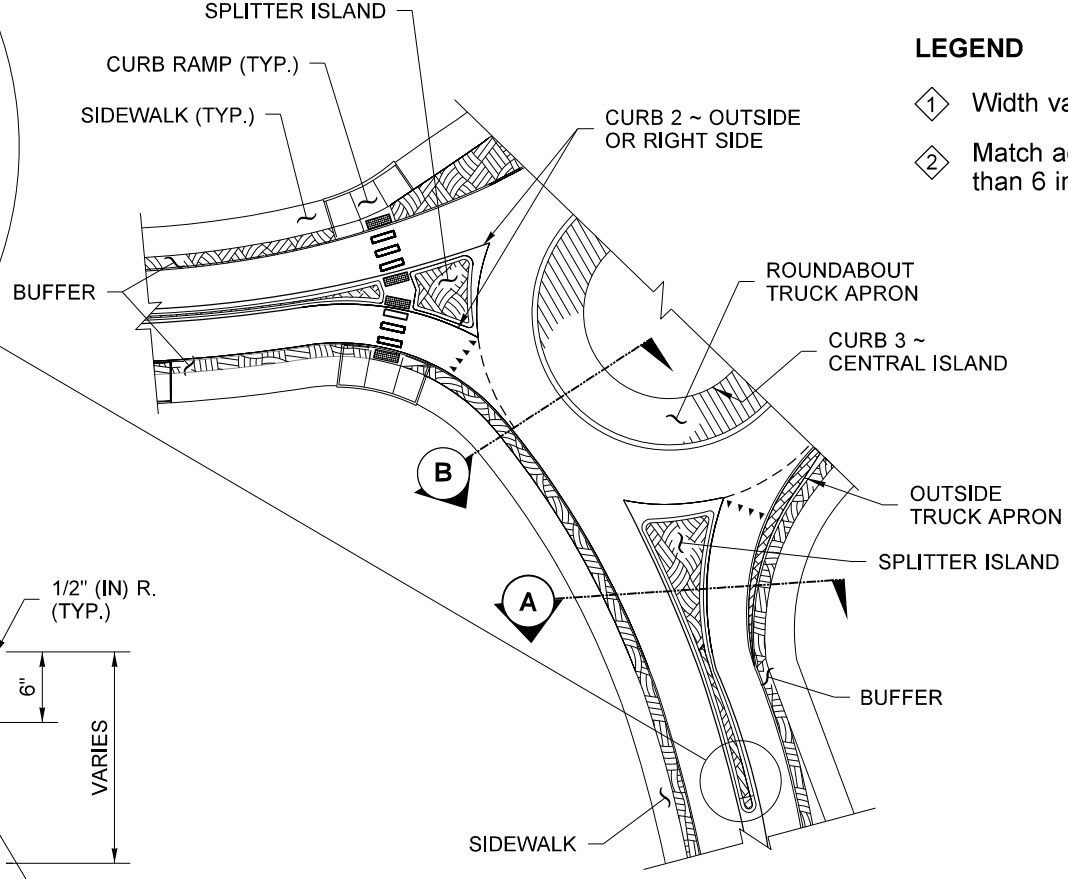 SPLITTER ISLAND
CURB RAMP (TYP.)
SIDEWALK (TYP.)
CURB 2 ~ OUTSIDE
OR RIGHT SIDE
LEGEND
1 Width va
2 Match a
than 6 in
BUFFER
ROUNDABOUT
TRUCK APRON
CURB 3 ~
CENTRAL ISLAND
B
OUTSIDE
TRUCK APRON
SPLITTER ISLAND
A
1/2" (IN) R.
(TYP.)
6"
VARIES
BUFFER
SIDEWALK